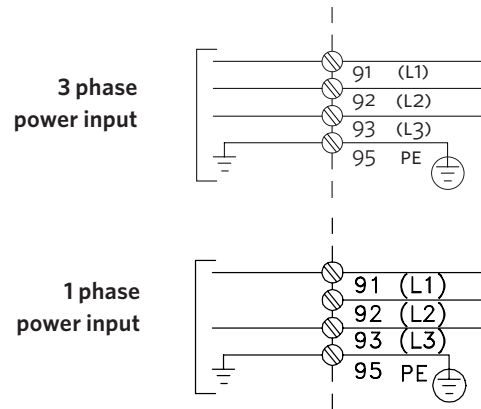 3 phase
power input
91 (L1)
92 (L2)
93 (L3)
95 PE
1 phase
power input
91 (L1)
92 (L2)
93 (L3)
95 PE